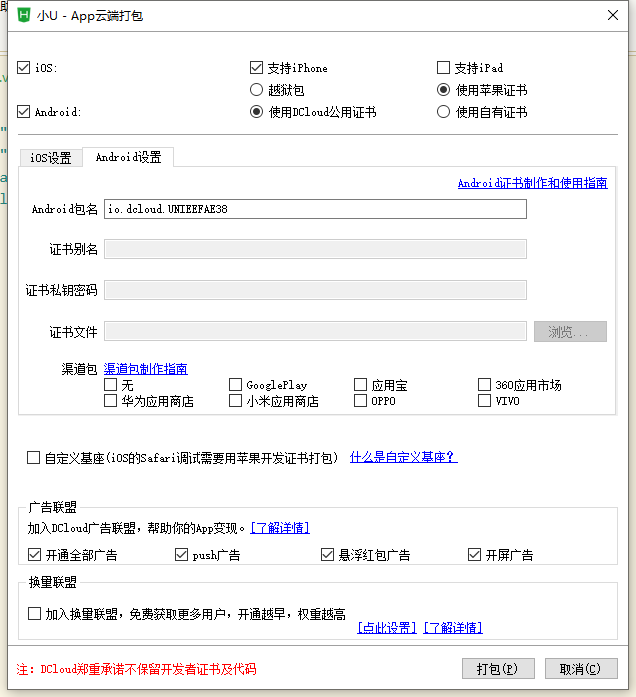 小U - App云端打包
iOS: 支持iPhone 支持iPad
越狱包 使用苹果证书
Android: 使用DCloud公用证书 使用自有证书
iOS设置 Android设置
Android证书制作和使用指南
Android包名 io.dcloud.UNIEEFAE38
证书别名
证书私钥密码
证书文件 浏览...
渠道包 渠道包制作指南
无 GooglePlay 应用宝 360应用市场
华为应用商店 小米应用商店 OPPO VIVO
自定义基座(iOS的Safari调试需要用苹果开发证书打包) 什么是自定义基座？
广告联盟
加入DCloud广告联盟，帮助你的App变现。[了解详情]
开通全部广告 push广告 悬浮红包广告 开屏广告
换量联盟
加入换量联盟，免费获取更多用户，开通越早，权重越高
[点此设置] [了解详情]
注：DCloud郑重承诺不保留开发者证书及代码 打包(P) 取消(C)